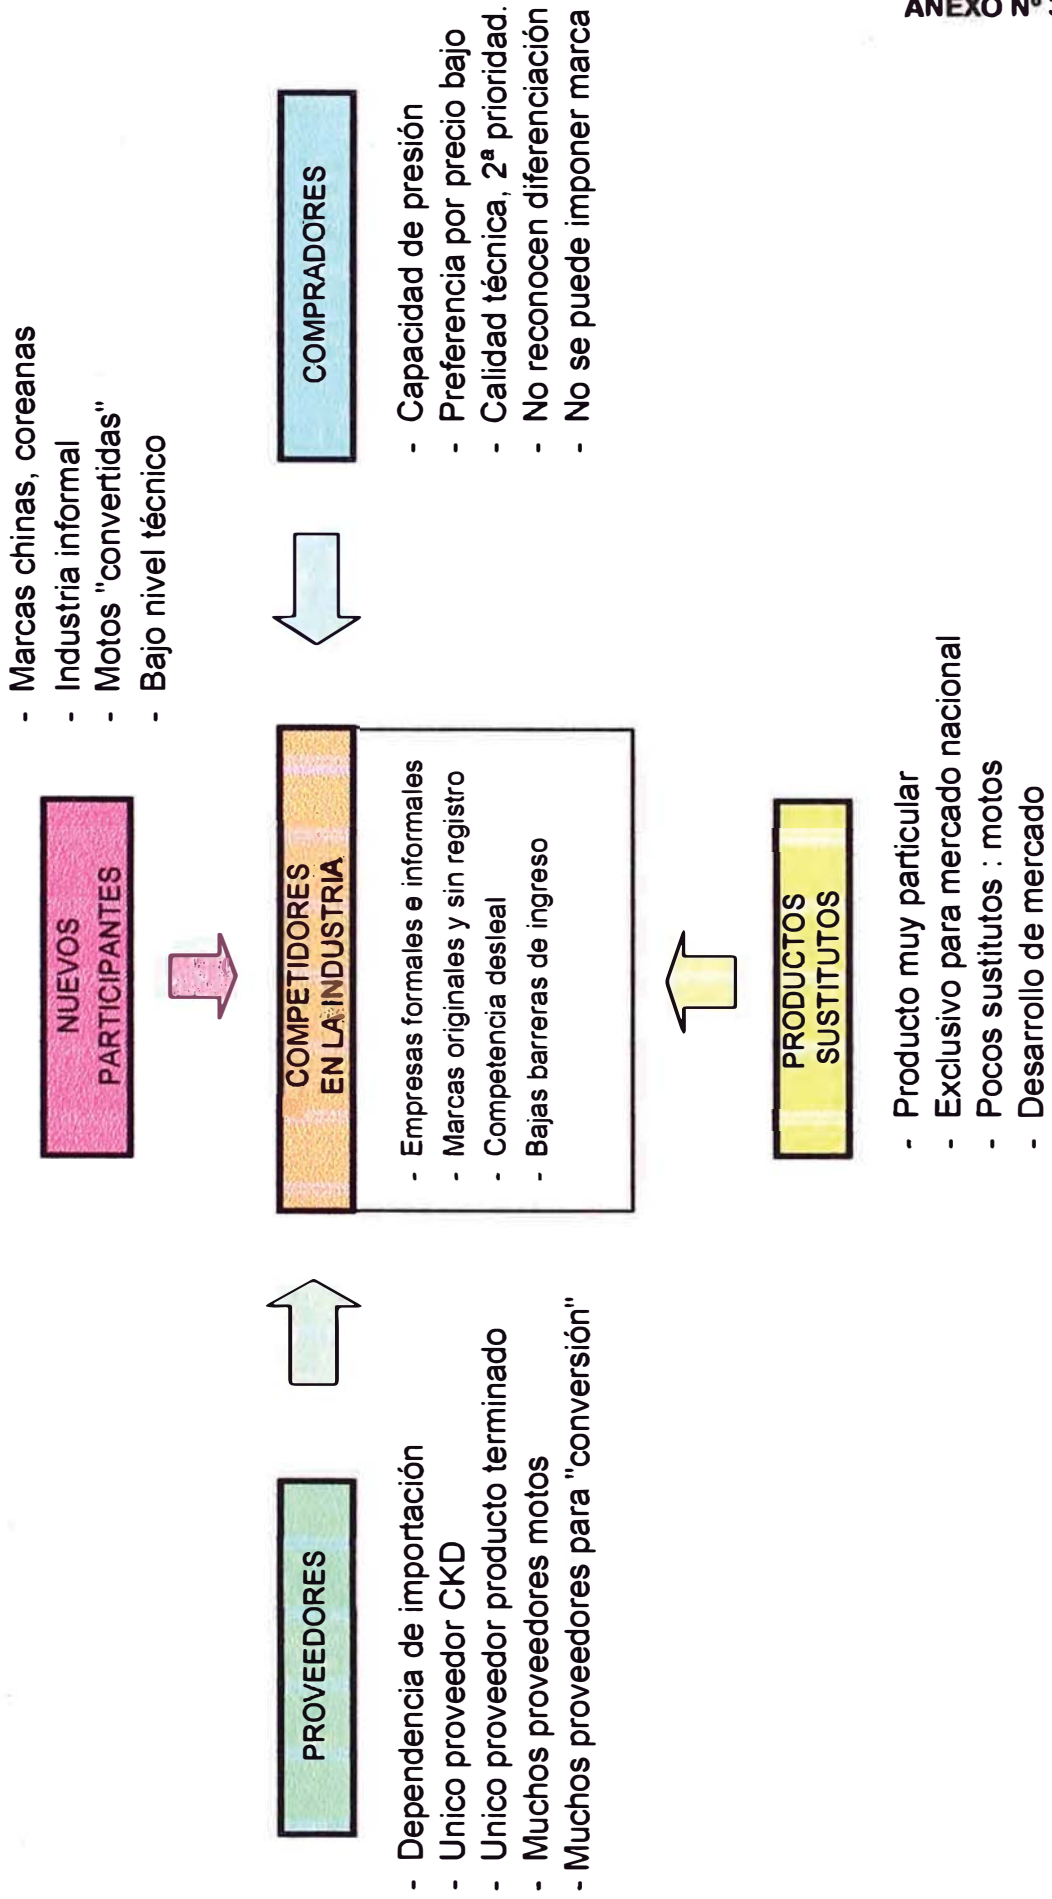 ANEXO Nº
NUEVOS
PARTICIPANTES
- Marcas chinas, coreanas
- Industria informal
- Motos "convertidas"
- Bajo nivel técnico
PROVEEDORES
- Dependencia de importación
- Unico proveedor CKD
- Unico proveedor producto terminado
- Muchos proveedores motos
- Muchos proveedores para "conversión"
COMPETIDORES
EN LA INDUSTRIA
- Empresas formales e informales
- Marcas originales y sin registro
- Competencia desleal
- Bajas barreras de ingreso
COMPRADORES
- Capacidad de presión
- Preferencia por precio bajo
- Calidad técnica, 2ª prioridad.
- No reconocen diferenciación
- No se puede imponer marca
PRODUCTOS
SUSTITUTOS
- Producto muy particular
- Exclusivo para mercado nacional
- Pocos sustitutos : motos
- Desarrollo de mercado